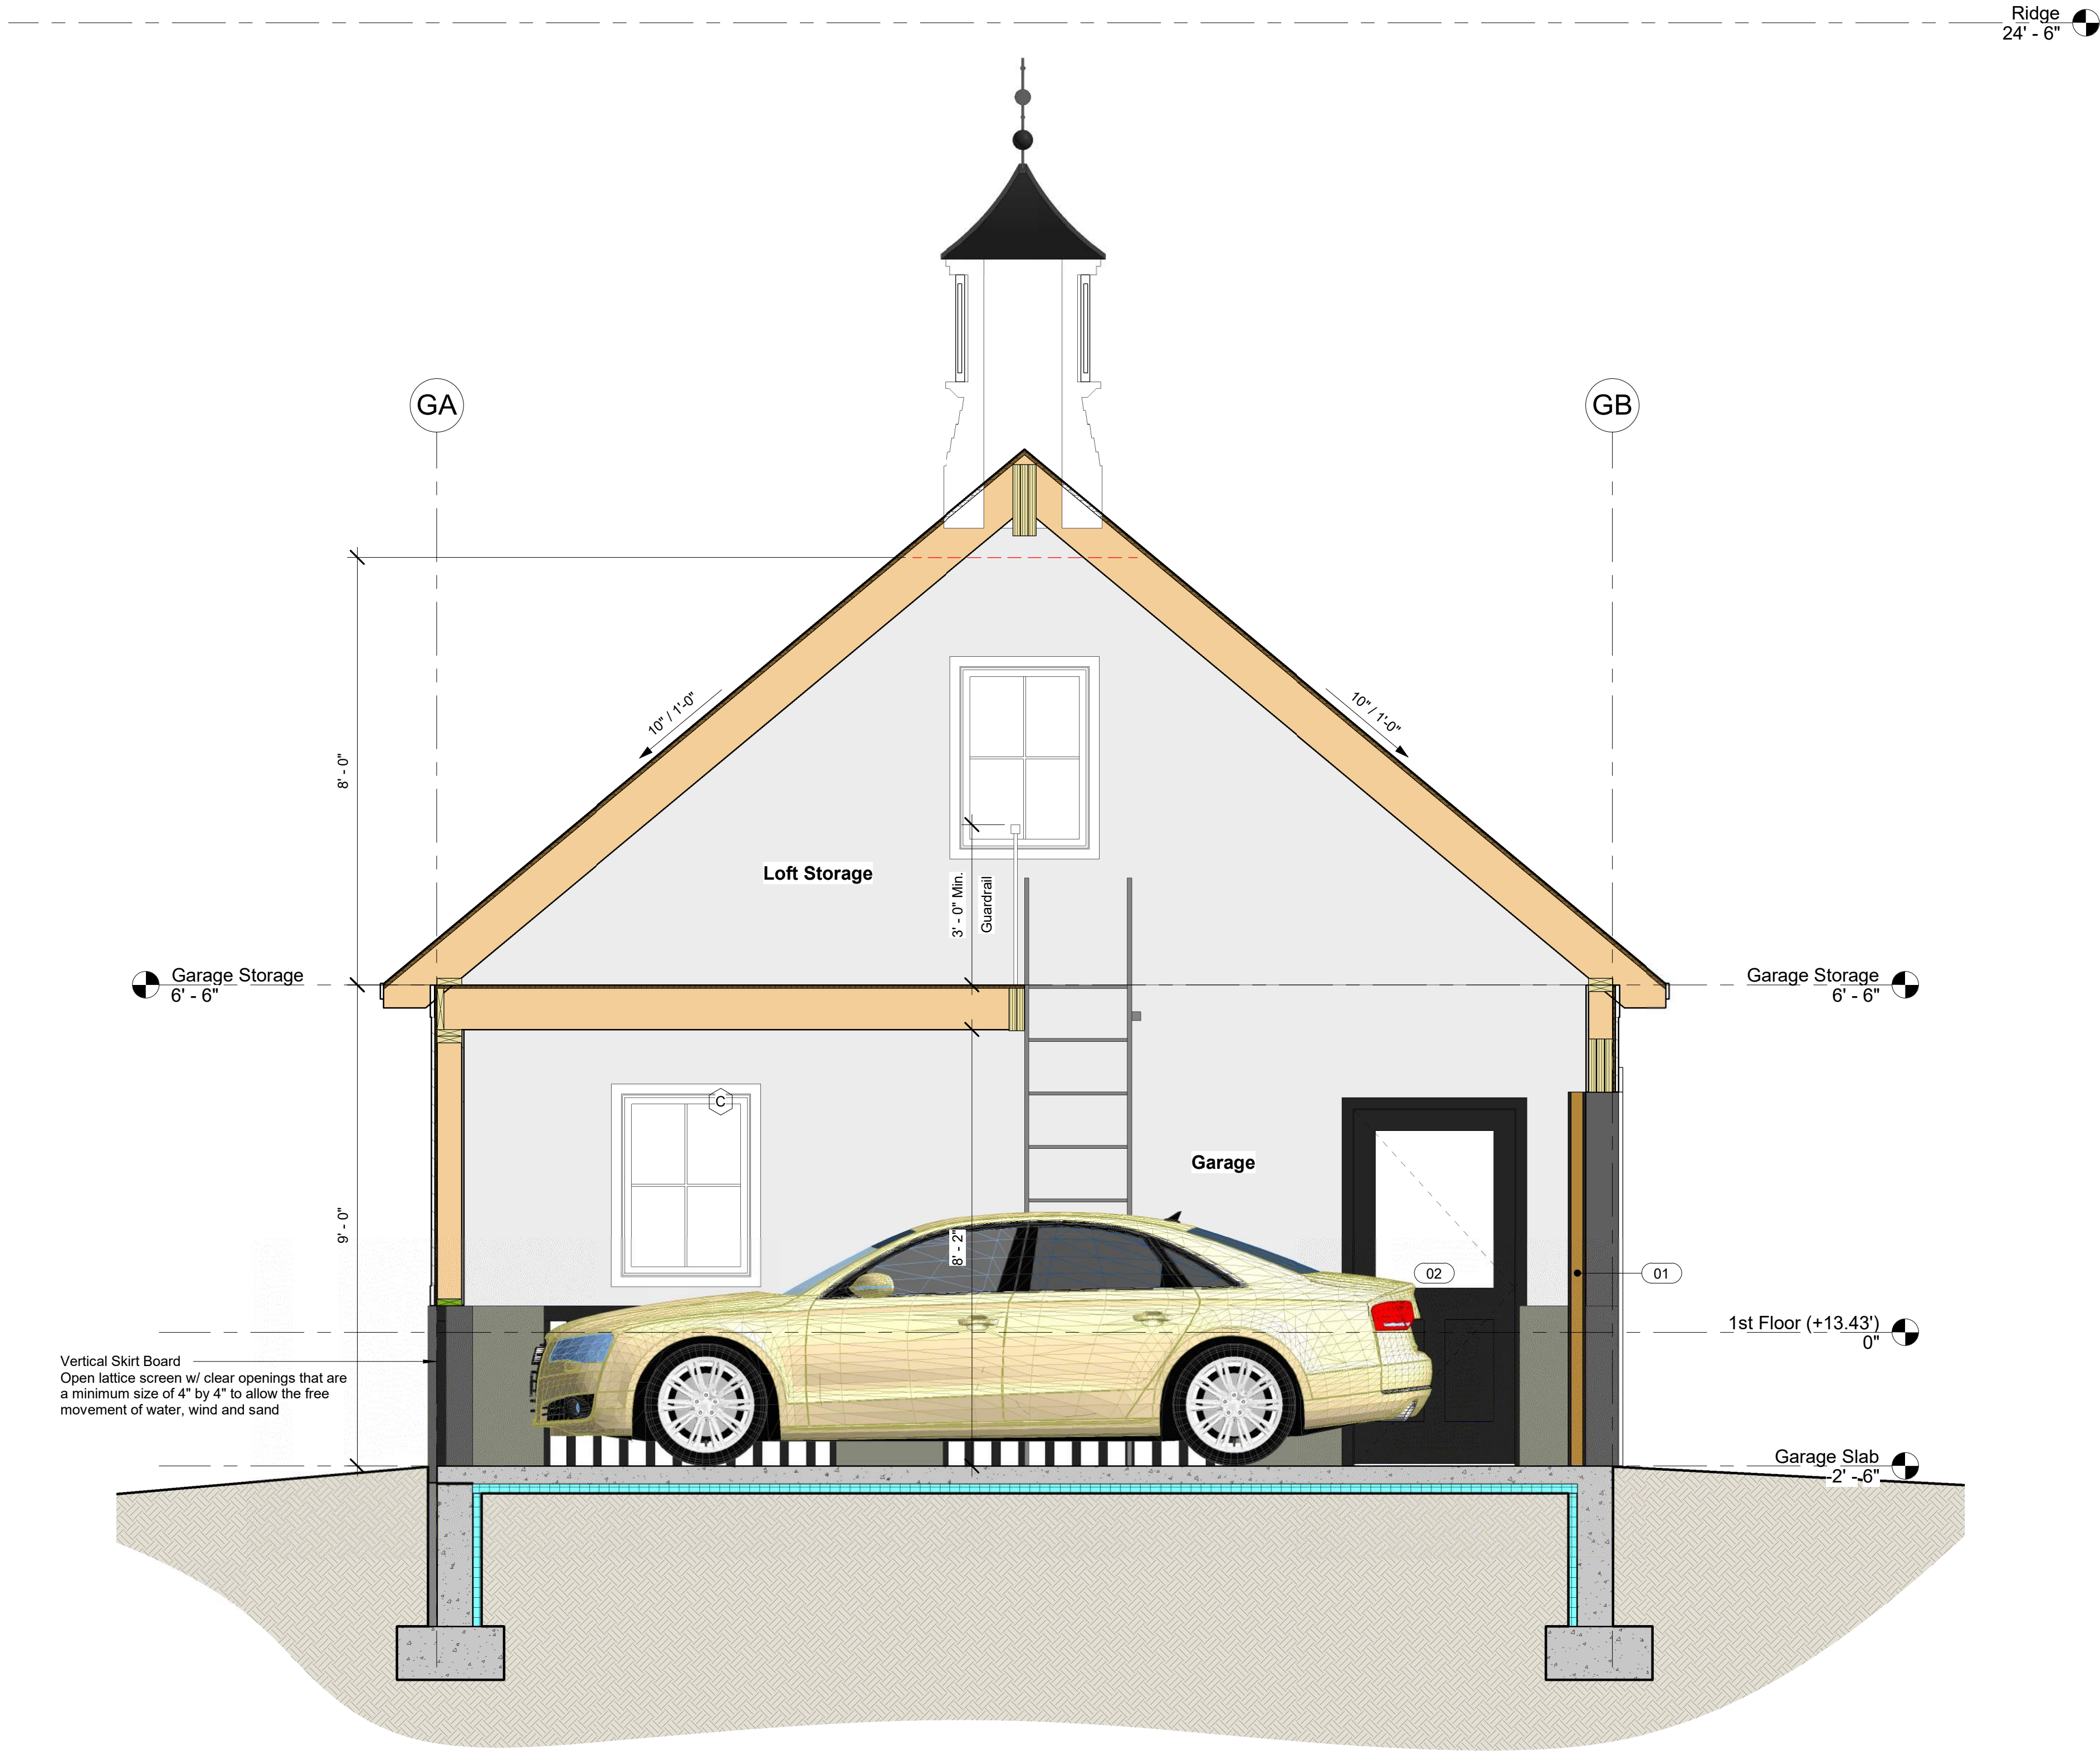 Ridge
24' - 6"
GA
GB
10" / 1'-0"
10" / 1'-0"
8' - 0"
Loft Storage
3' - 0" Min.
Guardrail
Garage Storage
6' - 6"
Garage Storage
6' - 6"
C
Garage
9' - 0"
8' - 2"
02
01
1st Floor (+13.43')
0"
Vertical Skirt Board
Open lattice screen w/ clear openings that are
a minimum size of 4" by 4" to allow the free
movement of water, wind and sand
Garage Slab
-2' - 6"